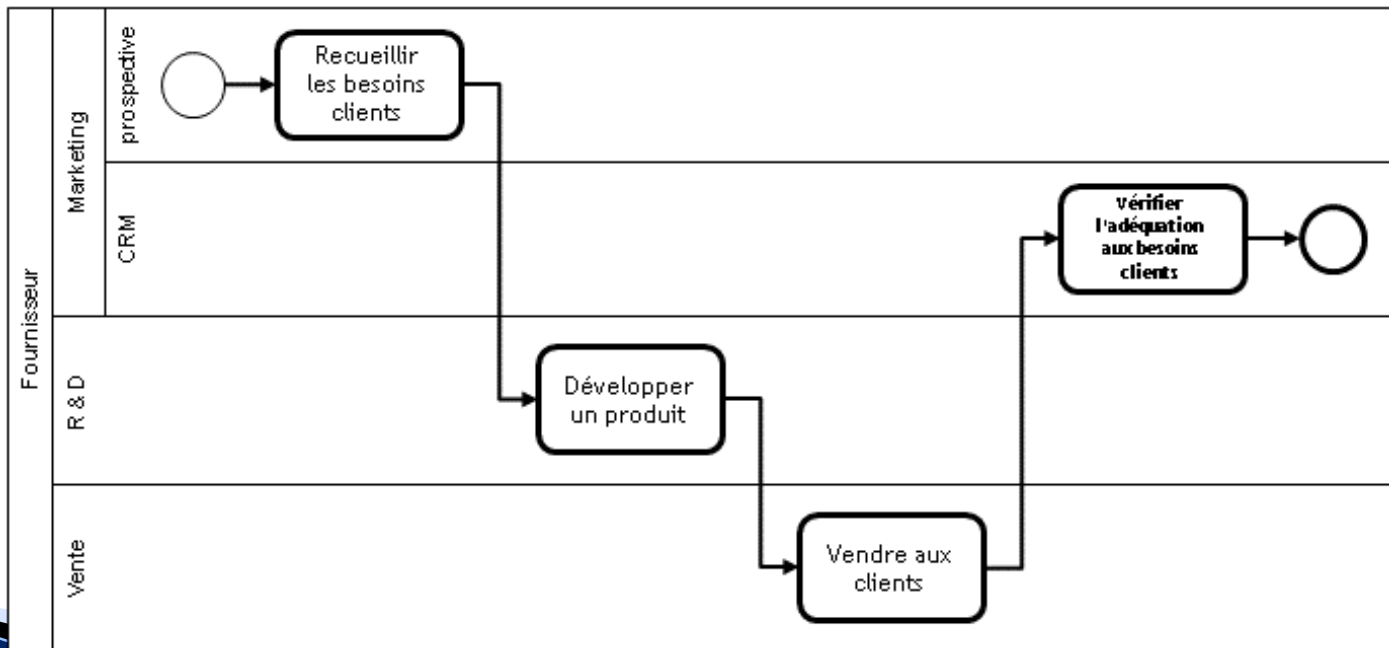 Fournisseur
Marketing
prospective
Recueillir
les besoins
clients
CRM
Vérifier
l'adéquation
aux besoins
clients
R & D
Développer
un produit
Vente
Vendre aux
clients